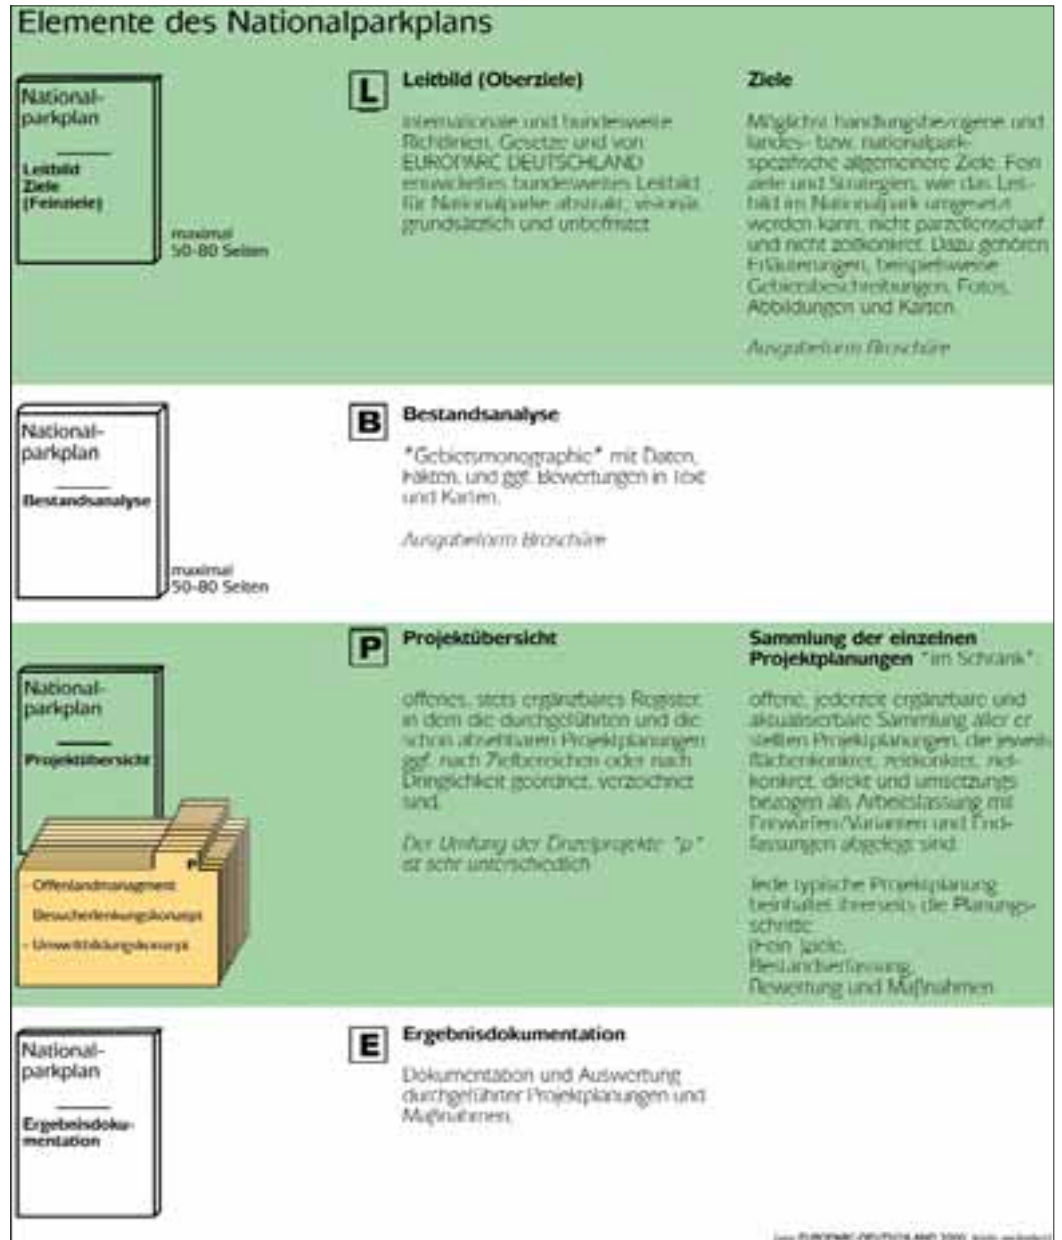 Elemente des Nationalparkplans
National-
parkplan
Leitbild
Ziele
(Feinziele)
maximal
50-80 Seiten
L
Leitbild (Oberziele)
Internationale und bundesweite
Richtlinien, Gesetze und von
EUROPARC DEUTSCHLAND
entwickeltes bundesweites Leitbild
für Nationalparke abstrakt, visionär,
grundsätzlich und unbefristet
Ziele
Möglichst handlungsbezogene und
landes- bzw. nationalpark-
spezifische allgemeinere Ziele. Fein
ziele und Strategien, wie das Leit-
bild im Nationalpark umgesetzt
werden kann, nicht parzellenscharf
und nicht zeitkonkret. Dazu gehören
Erläuterungen, beispielsweise
Gebietsbeschreibungen, Fotos,
Abbildungen und Karten.
Ausgabeform Broschüre
National-
parkplan
Bestandsanalyse
maximal
50-80 Seiten
B
Bestandsanalyse
"Gebietsmonographie" mit Daten,
Fakten, und ggf. Bewertungen in Text
und Karten.
Ausgabeform Broschüre
National-
parkplan
Projektübersicht
P
- Offenlandmanagment
Besucherlenkungskonzept
- Umweltbildungskonzept
P
Projektübersicht
offenes, stets ergänzbares Register,
in dem die durchgeführten und die
schon absehbaren Projektplanungen
ggf. nach Zielbereichen oder nach
Dringlichkeit geordnet, verzeichnet
sind.
Der Umfang der Einzelprojekte "p"
ist sehr unterschiedlich
Sammlung der einzelnen
Projektplanungen "im Schrank":
offene, jederzeit ergänzbare und
aktualisierbare Sammlung aller er
stellten Projektplanungen, die jeweils
flächenkonkret, zeitkonkret, ziel-
konkret, direkt und umsetzungs
bezogen als Arbeitsfassung mit
Entwürfen/Varianten und End-
fassungen abgelegt sind.
Jede typische Projektplanung
beinhaltet ihrerseits die Planungs-
schritte
(Fein-)ziele,
Bestandserfassung,
Bewertung und Maßnahmen
National-
parkplan
Ergebnisdoku-
mentation
E
Ergebnisdokumentation
Dokumentation und Auswertung
durchgeführter Projektplanungen und
Maßnahmen.
EUROPARC-DEUTSCHLAND 2000,